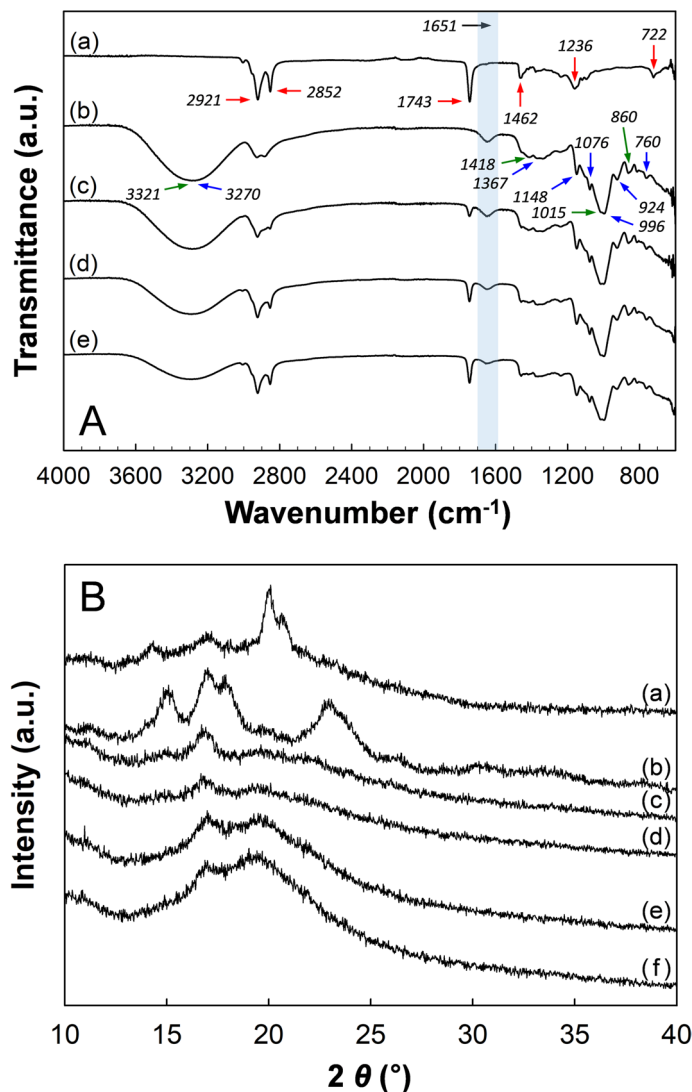 1651
(a)
1236
722
2921
2852
1743
1462
860
(b)
1418
1076
760
1367
3321
3270
1148
924
(c)
1015
996
(d)
(e)
A
Transmittance (a.u.)
4000 3600 3200 2800 2400 2000 1600 1200 800
Wavenumber (cm-1)
B
(a)
(b)
(c)
(d)
(e)
(f)
Intensity (a.u.)
10 15 20 25 30 35 40
2 θ (°)